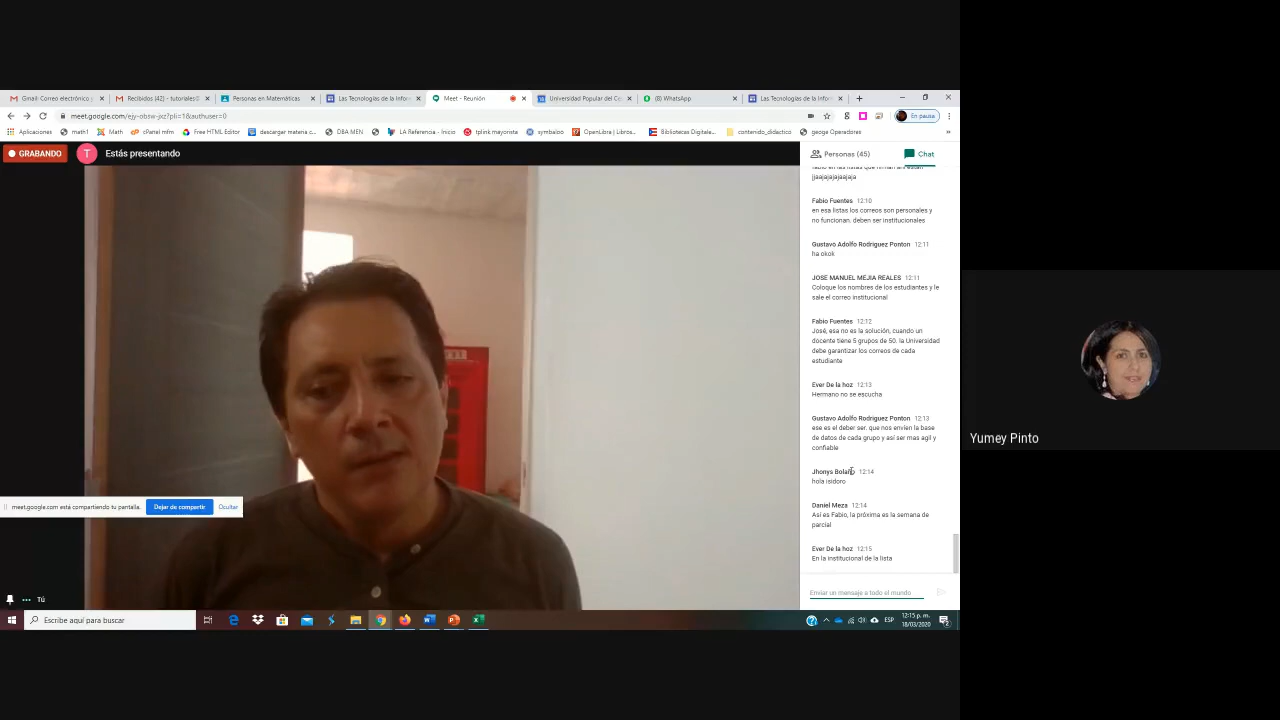 Gmail- Correo electrónico y
Recibidos (42) - tutoriales@
Personas en Matemáticas
Las Tecnologías de la Inform
Meet - Reunión
Universidad Popular del Ce
(8) WhatsApp
Las Tecnologías de la Inform
meet.google.com/ejy-obsw-jxz?pli=1&authuser=0
En pausa
Aplicaciones
math1
Math
cPanel mfm
Free HTML Editor
descargar materia c...
DBA MEN
LA Referencia - Inicio
tplink mayorista
symbaloo
OpenLibra | Libros...
Bibliotecas Digitale...
contenido_didactico
geoge Operadores
GRABANDO
T
Estás presentando
Personas (45)
Chat
jjaajajajajaajaja
Fabio Fuentes 12:10
en esa listas los correos son personales y
no funcionan. deben ser institucionales
Gustavo Adolfo Rodriguez Ponton 12:11
ha okok
JOSE MANUEL MEJIA REALES 12:11
Coloque los nombres de los estudiantes y le
sale el correo institucional
Fabio Fuentes 12:12
José, esa no es la solución, cuando un
docente tiene 5 grupos de 50. la Universidad
debe garantizar los correos de cada
estudiante
Ever De la hoz 12:13
Hermano no se escucha
Gustavo Adolfo Rodriguez Ponton 12:13
ese es el deber ser. que nos envíen la base
de datos de cada grupo y así ser mas agil y
confiable
Jhonys Bolaño 12:14
hola isidoro
Daniel Meza 12:14
Así es Fabio, la próxima es la semana de
parcial
Ever De la hoz 12:15
En la institucional de la lista
Enviar un mensaje a todo el mundo
meet.google.com está compartiendo tu pantalla.
Dejar de compartir
Ocultar
Tú
Yumey Pinto
Escribe aquí para buscar
ESP
12:15 p. m.
18/03/2020